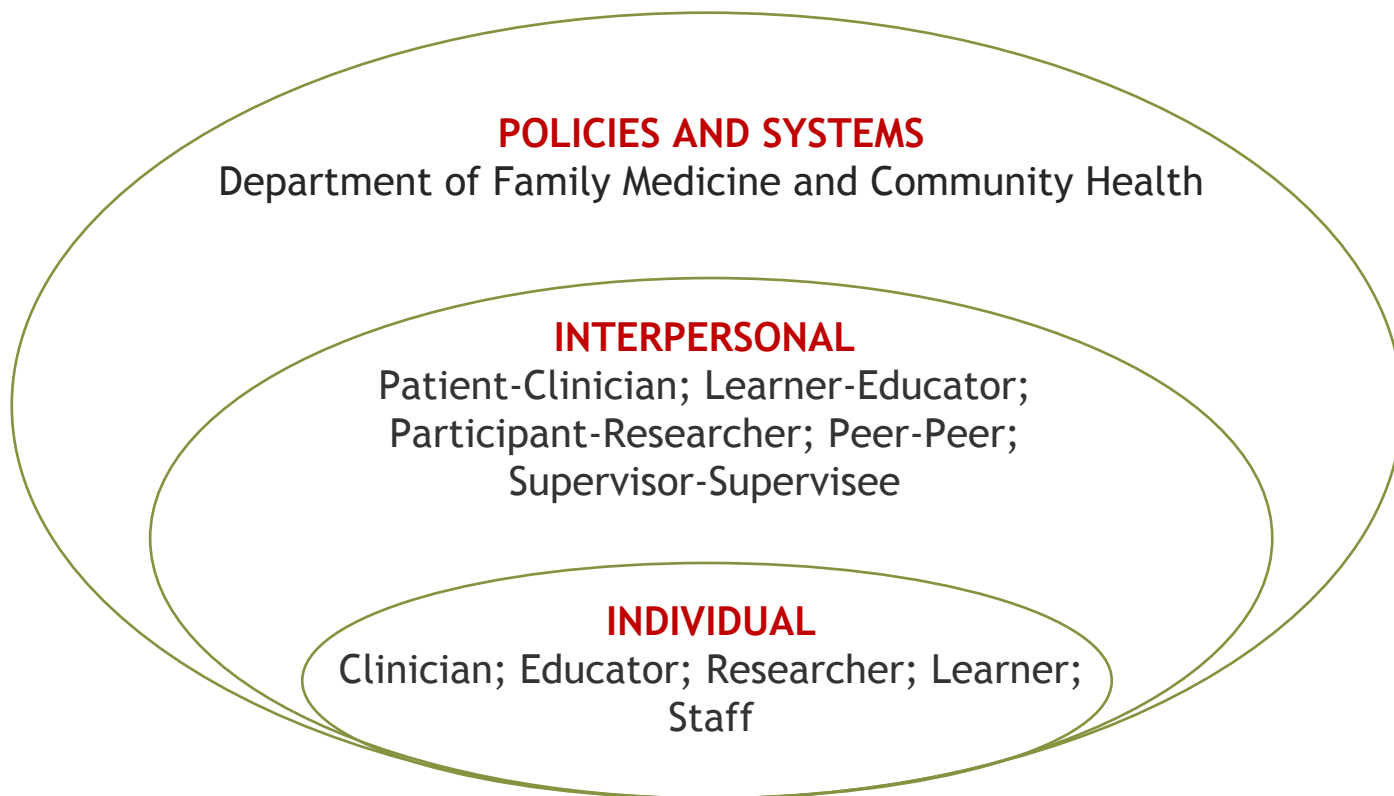 POLICIES AND SYSTEMS
Department of Family Medicine and Community Health
INTERPERSONAL
Patient-Clinician; Learner-Educator;
Participant-Researcher; Peer-Peer;
Supervisor-Supervisee
INDIVIDUAL
Clinician; Educator; Researcher; Learner;
Staff